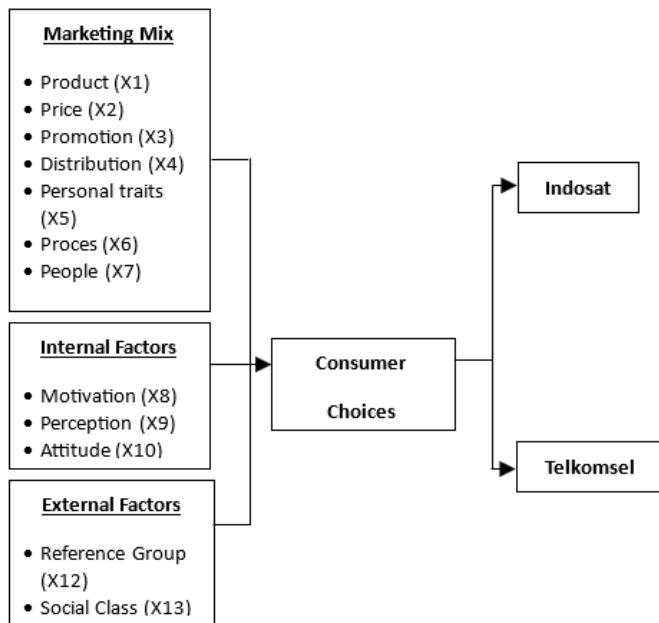 Marketing Mix
• Product (X1)
• Price (X2)
• Promotion (X3)
• Distribution (X4)
• Personal traits
(X5)
• Proces (X6)
• People (X7)
Internal Factors
• Motivation (X8)
• Perception (X9)
• Attitude (X10)
External Factors
• Reference Group
(X12)
• Social Class (X13)
Consumer
Choices
Indosat
Telkomsel